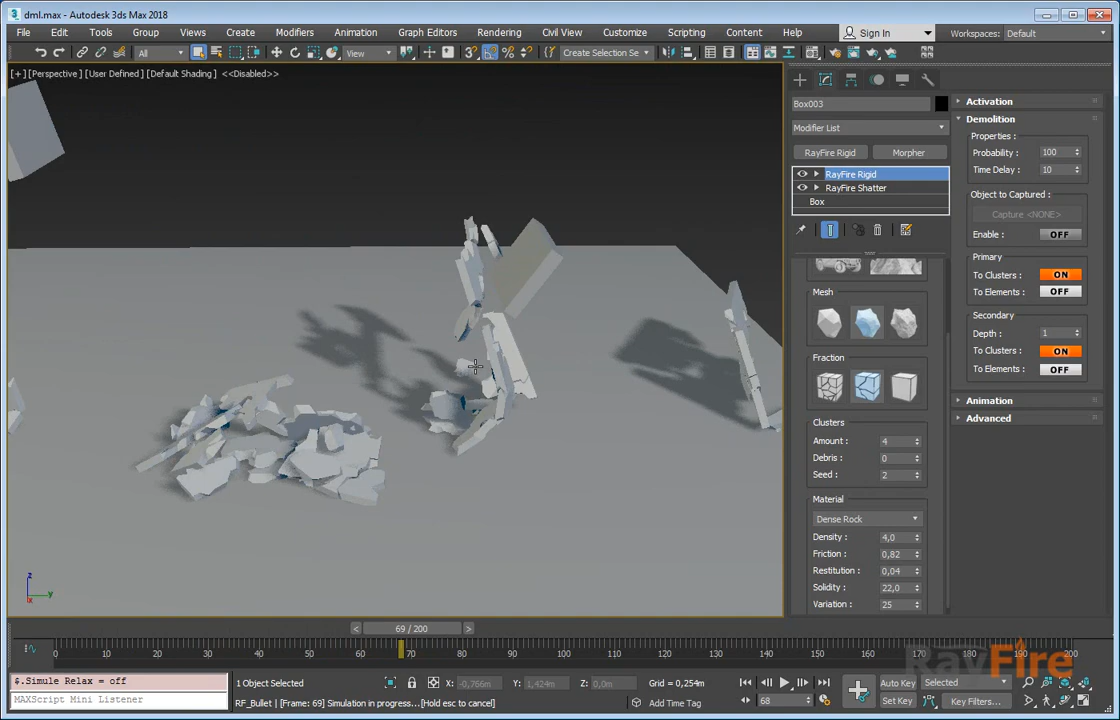 dml.max - Autodesk 3ds Max 2018
File Edit Tools Group Views Create Modifiers Animation Graph Editors Rendering Civil View Customize Scripting Content Help Sign In Workspaces: Default
All View Create Selection Se
[+] [Perspective] [User Defined] [Default Shading] <<Disabled>>
Box003
Modifier List
RayFire Rigid Morpher
RayFire Rigid
RayFire Shatter
Box
Mesh
Fraction
Clusters
Amount: 4
Debris: 0
Seed: 2
Material
Dense Rock
Density: 4,0
Friction: 0,82
Restitution: 0,04
Solidity: 22,0
Variation: 25
Activation
Demolition
Properties :
Probability: 100
Time Delay: 10
Object to Captured :
Capture <NONE>
Enable: OFF
Primary
To Clusters: ON
To Elements: OFF
Secondary
Depth: 1
To Clusters: ON
To Elements: OFF
Animation
Advanced
z
y
x
< 69 / 200 >
0 10 20 30 40 50 60 70 80 90 100 110 120 130 140 150 160 170 180 190 200
RayFire
$.Simule Relax = off
MAXScript Mini Listener
1 Object Selected
X: -0,766m Y: 1,424m Z: 0,0m Grid = 0,254m
RF_Bullet | [Frame: 69] Simulation in progress... [Hold esc to cancel]
Add Time Tag
68
Auto Key Selected
Set Key Key Filters...